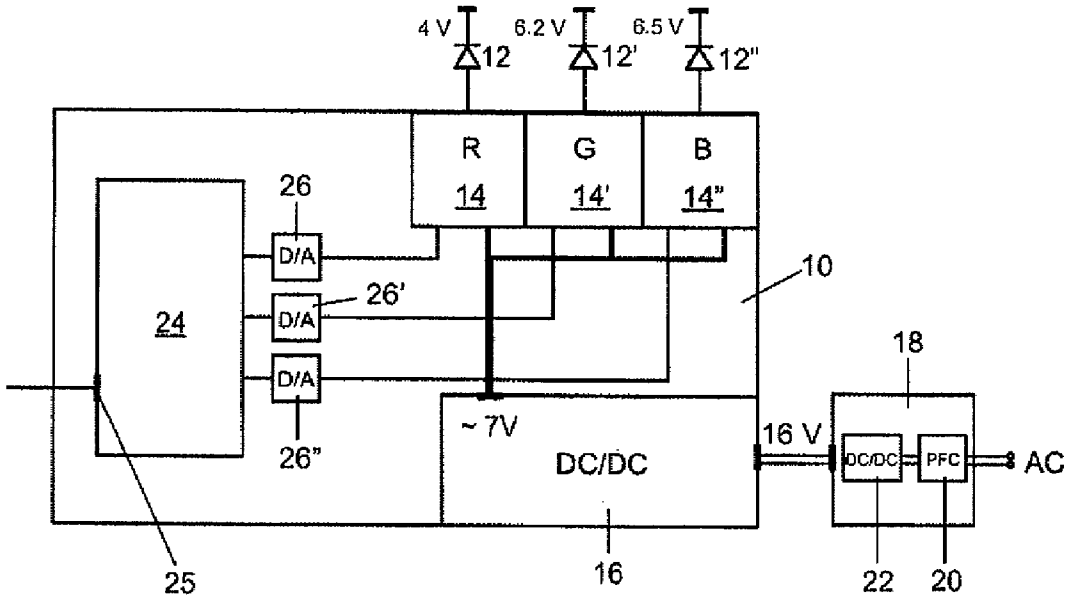 4 V 6.2 V 6.5 V
12 12' 12"
R G B
14 14' 14"
26
D/A
26'
10
24
D/A
18
D/A
16 V
~ 7V
26"
DC/DC
DC/DC PFC AC
25 16 22 20